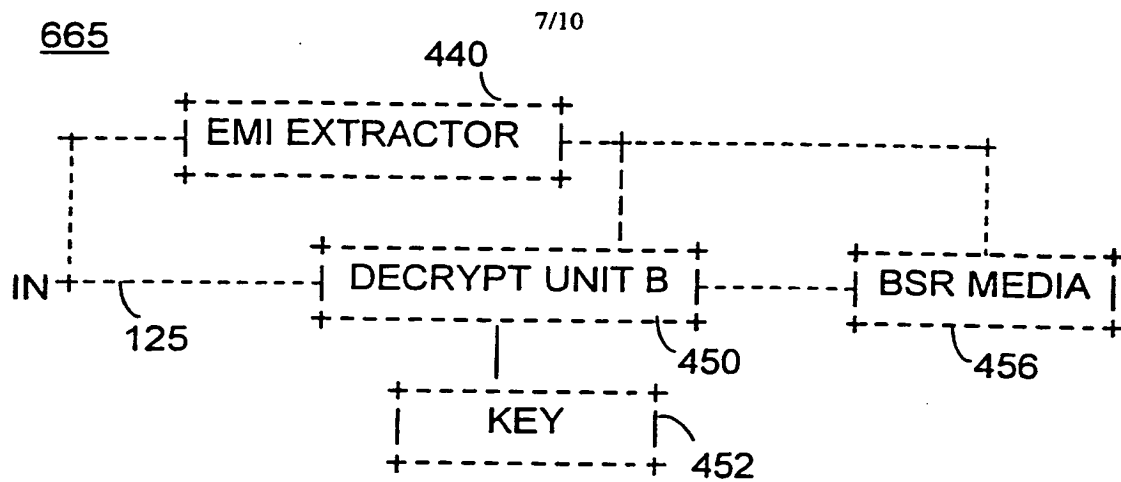 7/10
665
440
EMI EXTRACTOR
IN
DECRYPT UNIT B
BSR MEDIA
125
450
456
KEY
452